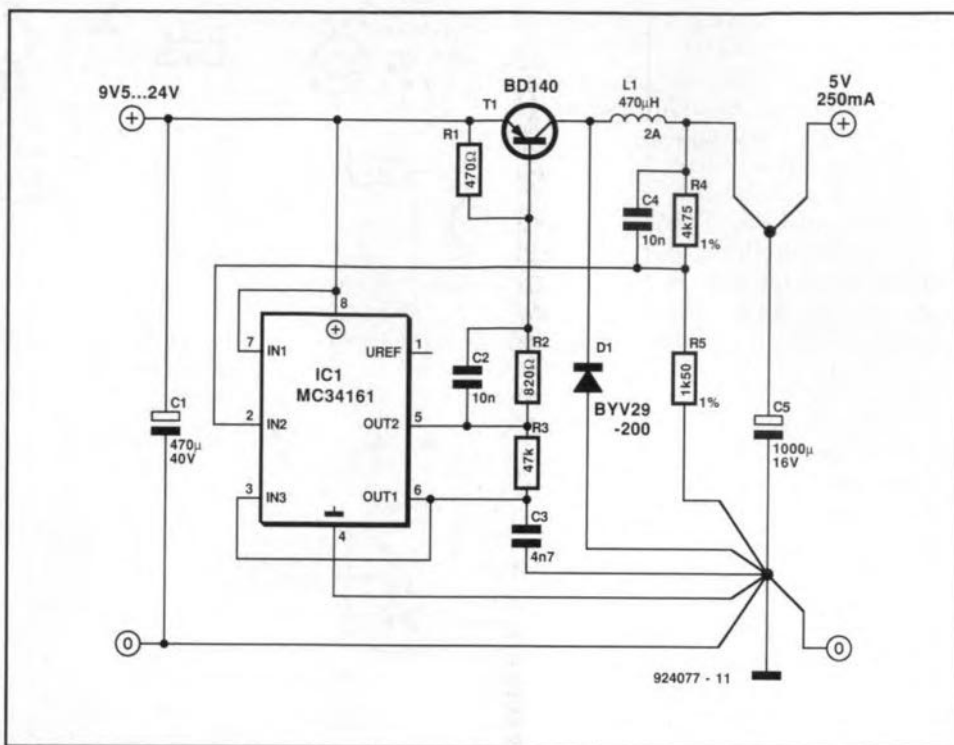 9V5...24V
BD140
T1
L1
470µH
2A
5V
250mA
R1
470Ω
C4
10n
R4
4k75
1%
8
7
IN1
UREF
1
IC1
MC34161
C2
10n
R2
820Ω
D1
BYV29
-200
R5
1k50
1%
C1
470µ
40V
2
IN2
OUT2
5
R3
47k
C5
1000µ
16V
3
IN3
OUT1
6
C3
4n7
4
0
0
924077 - 11